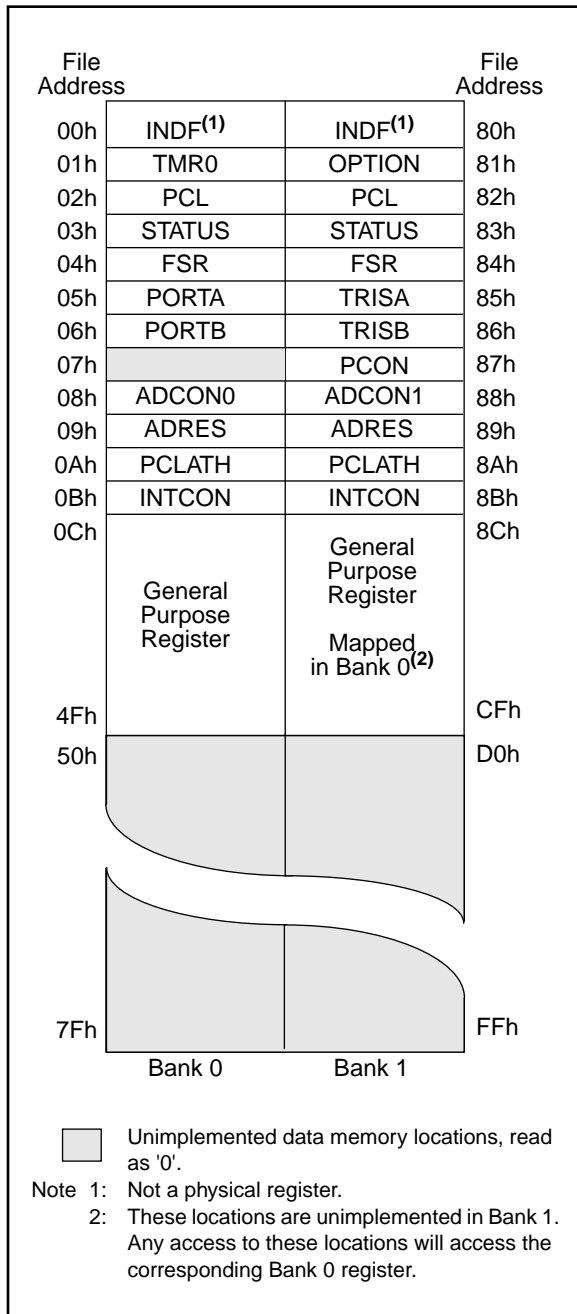 File Address File Address
00h INDF(1) INDF(1) 80h
01h TMR0 OPTION 81h
02h PCL PCL 82h
03h STATUS STATUS 83h
04h FSR FSR 84h
05h PORTA TRISA 85h
06h PORTB TRISB 86h
07h PCON 87h
08h ADCON0 ADCON1 88h
09h ADRES ADRES 89h
0Ah PCLATH PCLATH 8Ah
0Bh INTCON INTCON 8Bh
0Ch 8Ch
General
Purpose
Register
General
Purpose
Register
Mapped
in Bank 0(2)
4Fh CFh
50h D0h
7Fh FFh
Bank 0 Bank 1
Unimplemented data memory locations, read
as '0'.
Note 1: Not a physical register.
2: These locations are unimplemented in Bank 1.
Any access to these locations will access the
corresponding Bank 0 register.